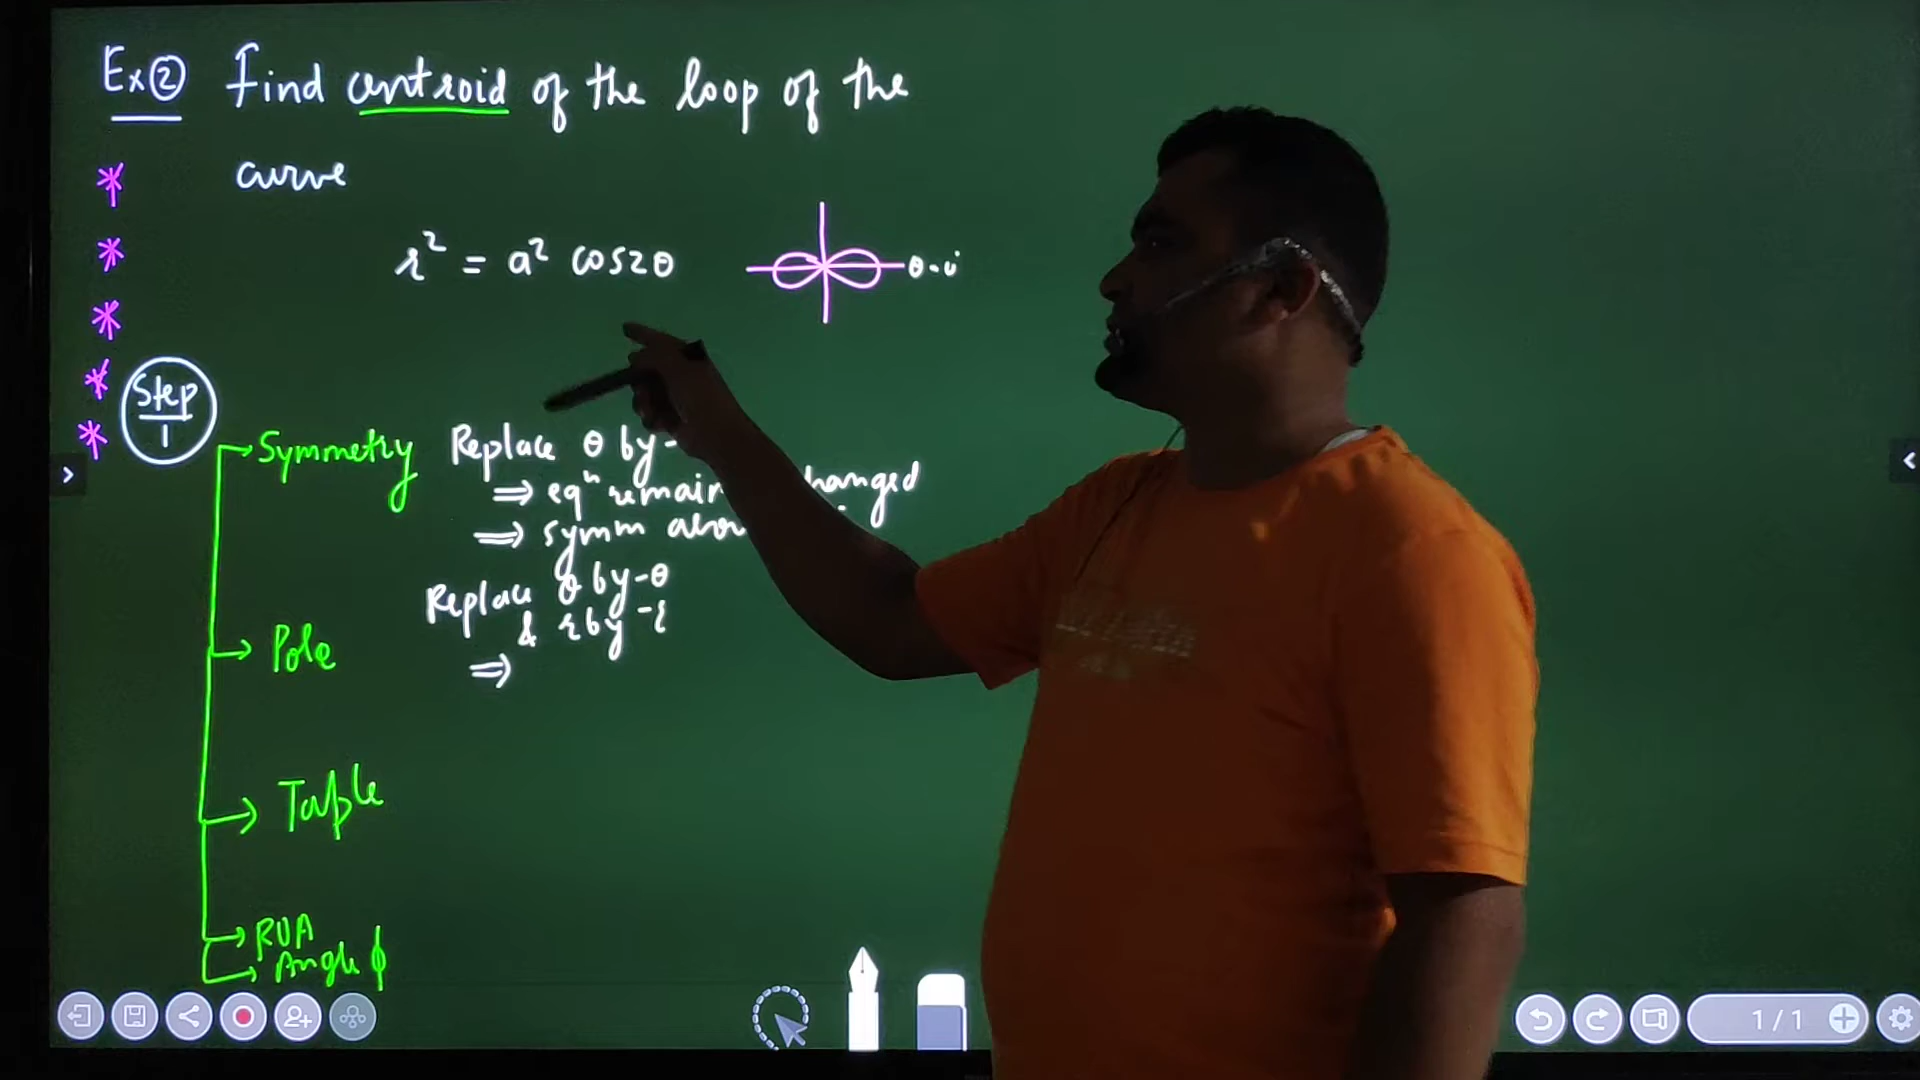 Ex② Find centroid of the loop of the
curve
r² = a² cos2θ
θ=0
Step
1
Symmetry
Replace θ by -
⇒ eqⁿ remain hanged
⇒ symm abou
Replace θ by -θ
& r by -r
⇒
Pole
Table
ROA
Angle ϕ
1/1